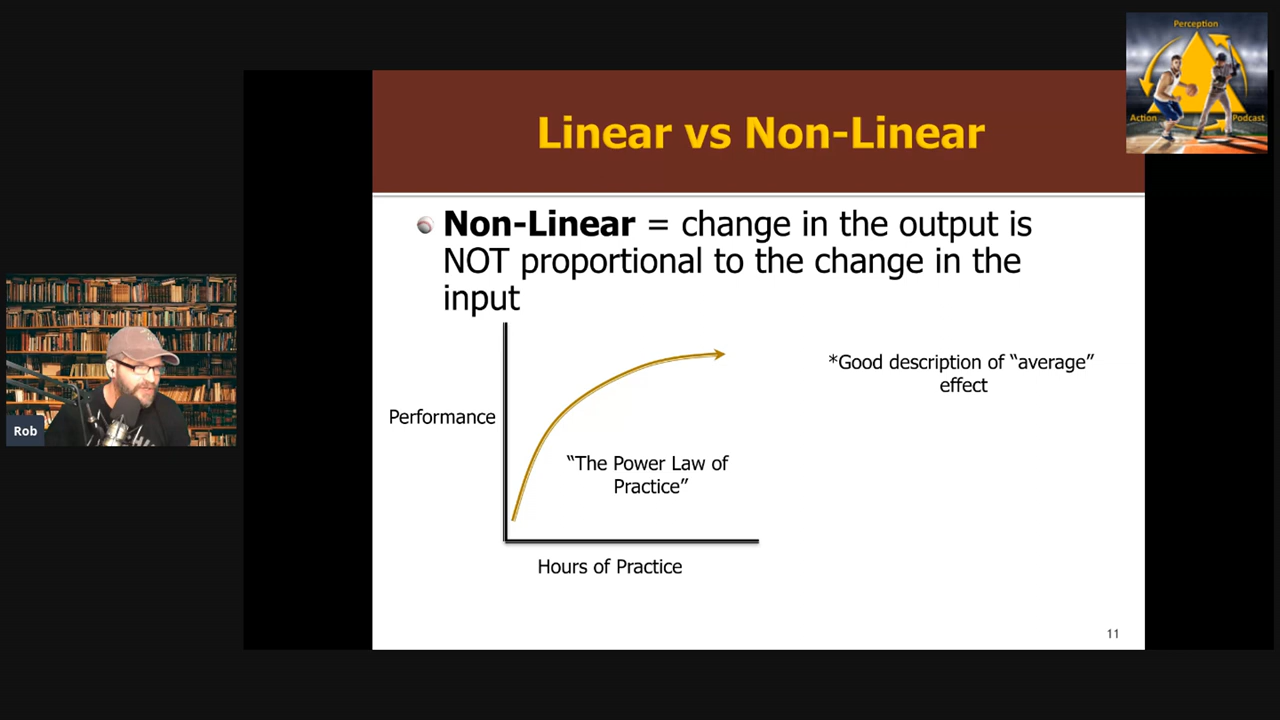 Perception
Action
Podcast
Linear vs Non-Linear
Non-Linear = change in the output is
NOT proportional to the change in the
input
*Good description of “average”
effect
Performance
“The Power Law of
Practice”
Hours of Practice
11
Rob